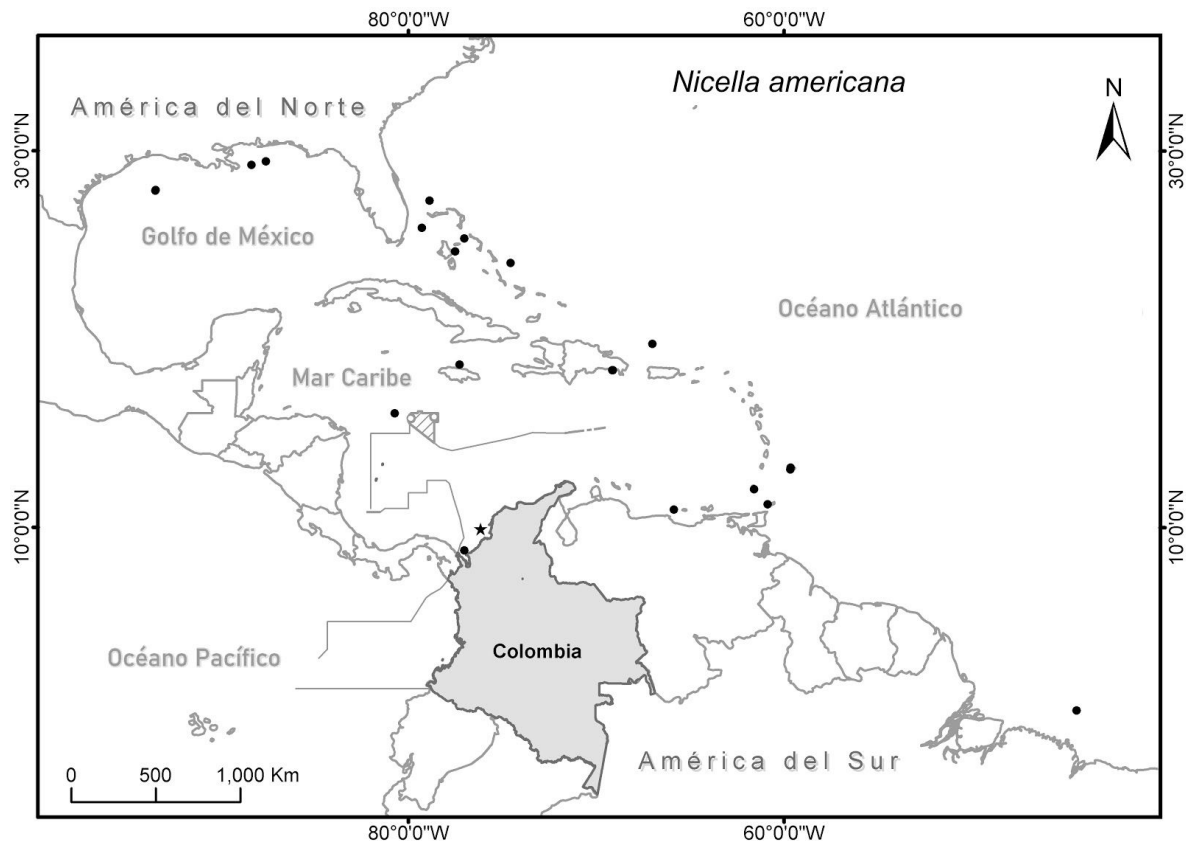 80°0'0"W
60°0'0"W
Nicella americana
América del Norte
N
30°0'0"N
30°0'0"N
Golfo de México
Océano Atlántico
Mar Caribe
10°0'0"N
10°0'0"N
Colombia
Océano Pacífico
América del Sur
0 500 1,000 Km
80°0'0"W
60°0'0"W